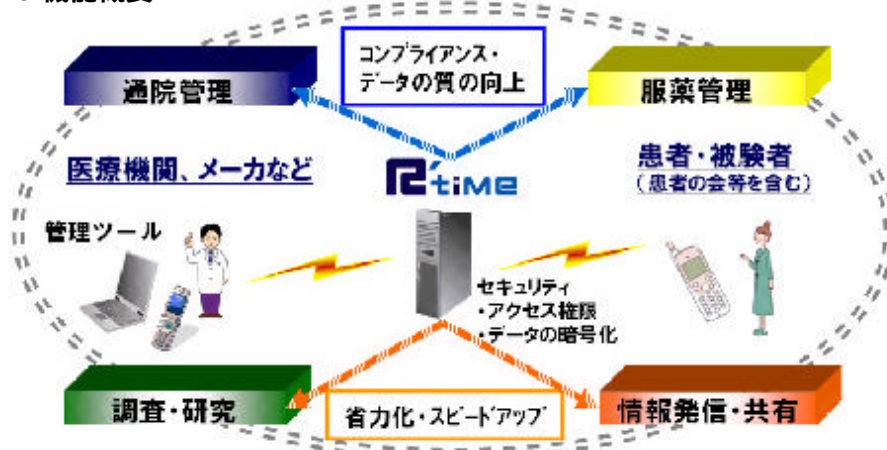 コンプライアンス・
データの質の向上
通院管理
服薬管理
医療機関、メーカなど
R'time
患者・被験者
(患者の会等を含む)
管理ツール
セキュリティ
・アクセス権限
・データの暗号化
調査・研究
省力化・スピードアップ
情報発信・共有